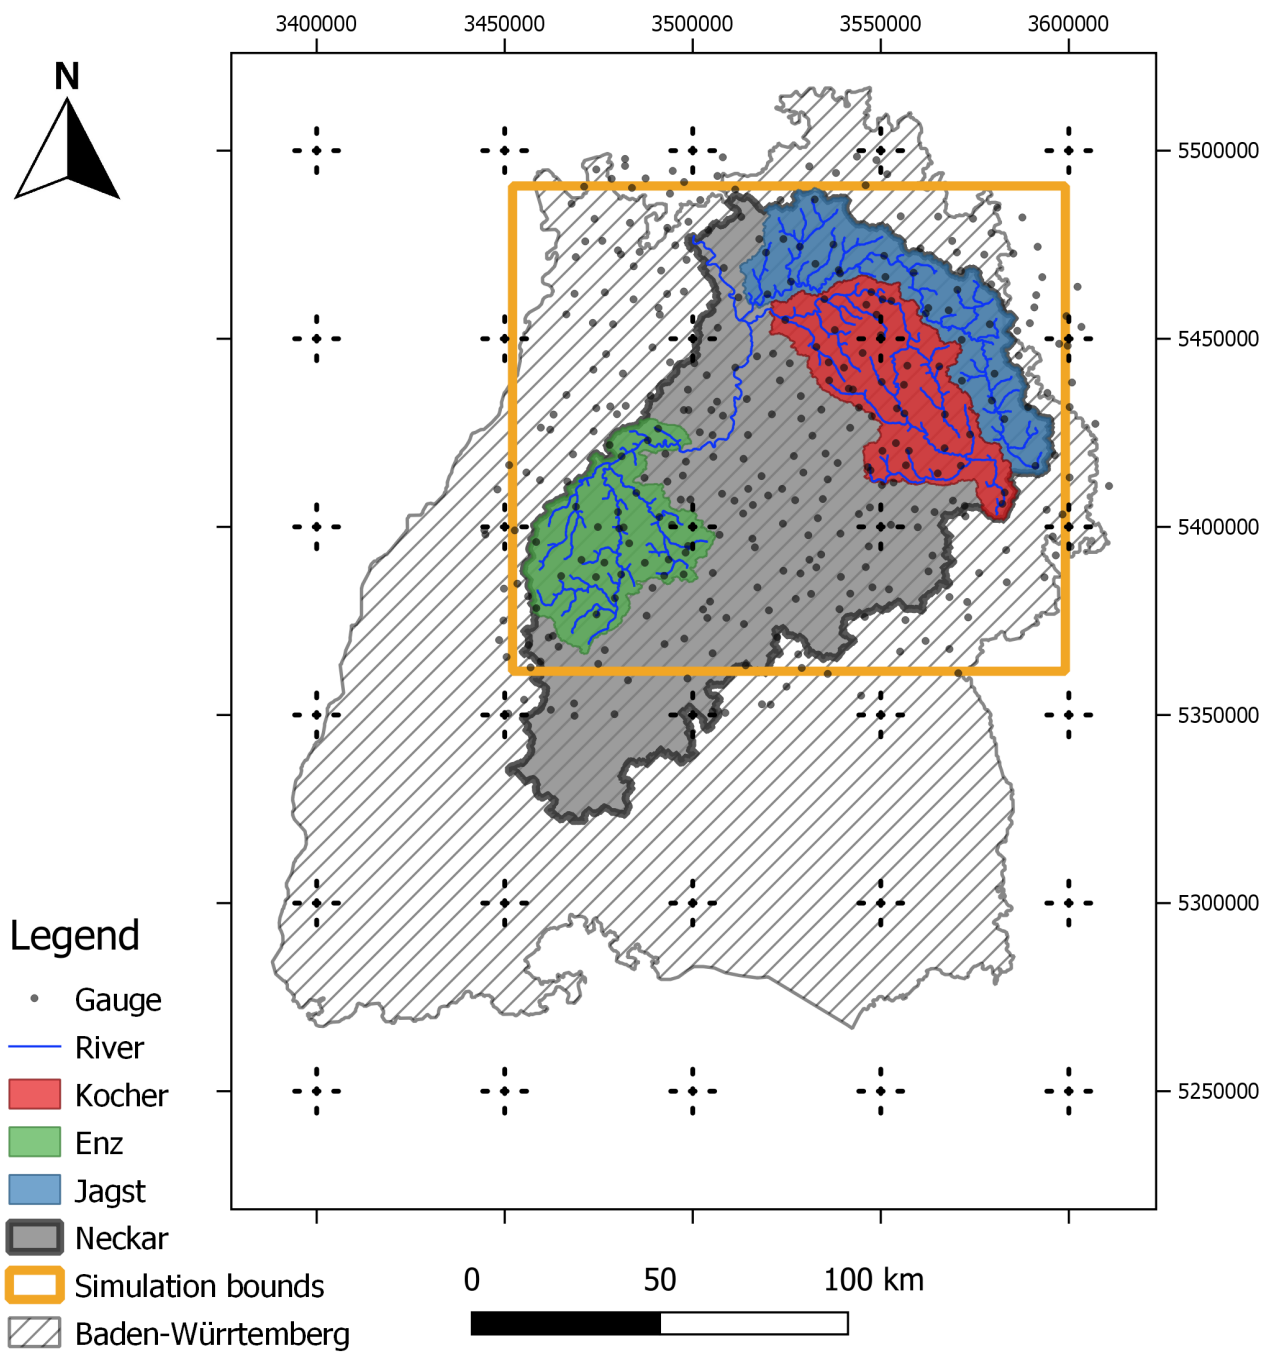 3400000 3450000 3500000 3550000 3600000
N
5500000
5450000
5400000
5350000
5300000
5250000
Legend
Gauge
River
Kocher
Enz
Jagst
Neckar
Simulation bounds
Baden-Würrtemberg
0 50 100 km